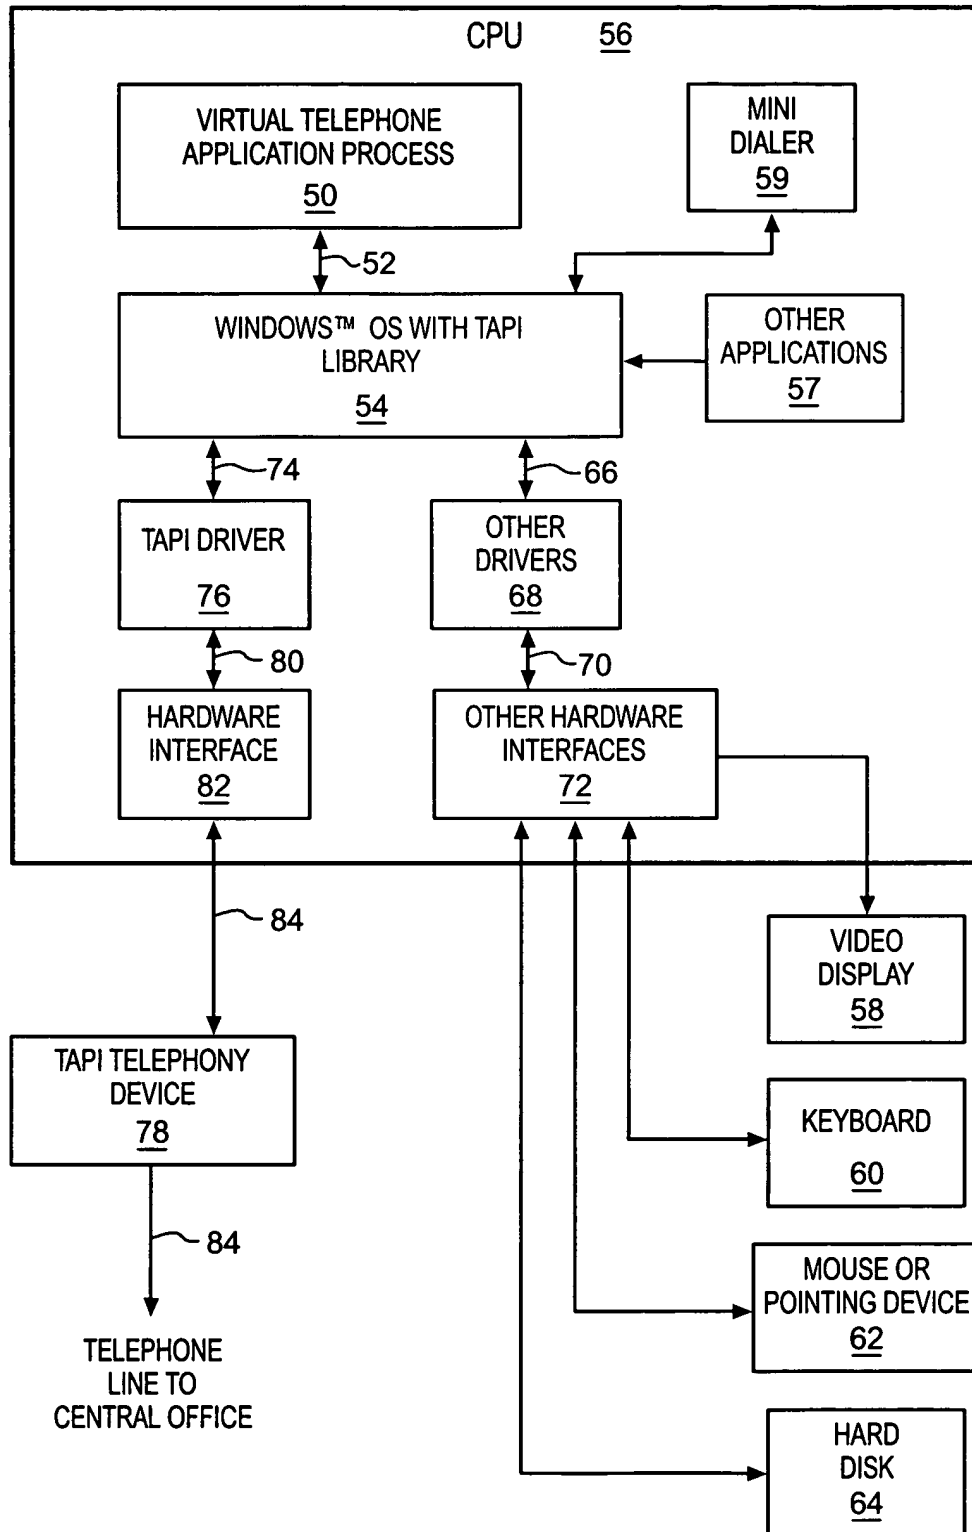 CPU 56
VIRTUAL TELEPHONE
APPLICATION PROCESS
50
MINI
DIALER
59
52
WINDOWS™ OS WITH TAPI
LIBRARY
54
OTHER
APPLICATIONS
57
74
66
TAPI DRIVER
76
OTHER
DRIVERS
68
80
70
HARDWARE
INTERFACE
82
OTHER HARDWARE
INTERFACES
72
84
VIDEO
DISPLAY
58
TAPI TELEPHONY
DEVICE
78
KEYBOARD
60
84
MOUSE OR
POINTING DEVICE
62
TELEPHONE
LINE TO
CENTRAL OFFICE
HARD
DISK
64